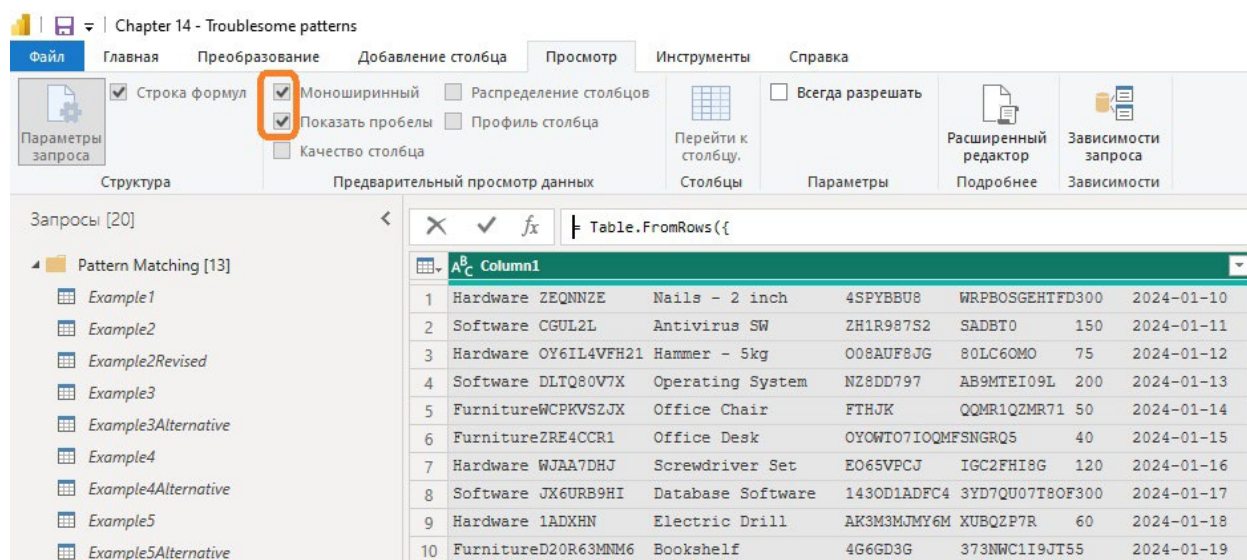 Chapter 14 - Troublesome patterns
Файл Главная Преобразование Добавление столбца Просмотр Инструменты Справка
Параметры запроса
Строка формул
Структура
Моноширинный
Показать пробелы
Качество столбца
Распределение столбцов
Профиль столбца
Предварительный просмотр данных
Перейти к столбцу.
Столбцы
Всегда разрешать
Параметры
Расширенный редактор
Подробнее
Зависимости запроса
Зависимости
Запросы [20]
Pattern Matching [13]
Example1
Example2
Example2Revised
Example3
Example3Alternative
Example4
Example4Alternative
Example5
Example5Alternative
fx = Table.FromRows({
ABC Column1
1 Hardware ZEQNNZE Nails - 2 inch 4SPYBBU8 WRPBOSGEHTFD300 2024-01-10
2 Software CGUL2L Antivirus SW ZH1R987S2 SADBT0 150 2024-01-11
3 Hardware OY6IL4VFH21 Hammer - 5kg O08AUF8JG 80LC6OMO 75 2024-01-12
4 Software DLTQ80V7X Operating System NZ8DD797 AB9MTEI09L 200 2024-01-13
5 FurnitureWCPKVSZJX Office Chair FTHJK QQMR1QZMR71 50 2024-01-14
6 FurnitureZRE4CCR1 Office Desk OYOWTO7IOQMFSNGRQ5 40 2024-01-15
7 Hardware WJAA7DHJ Screwdriver Set EO65VPCJ IGC2FHI8G 120 2024-01-16
8 Software JX6URB9HI Database Software 143OD1ADFC4 3YD7QU07T8OF300 2024-01-17
9 Hardware 1ADXHN Electric Drill AK3M3MJMY6M XUBQZP7R 60 2024-01-18
10 FurnitureD20R63MNM6 Bookshelf 4G6GD3G 373NWC1I9JT55 2024-01-19